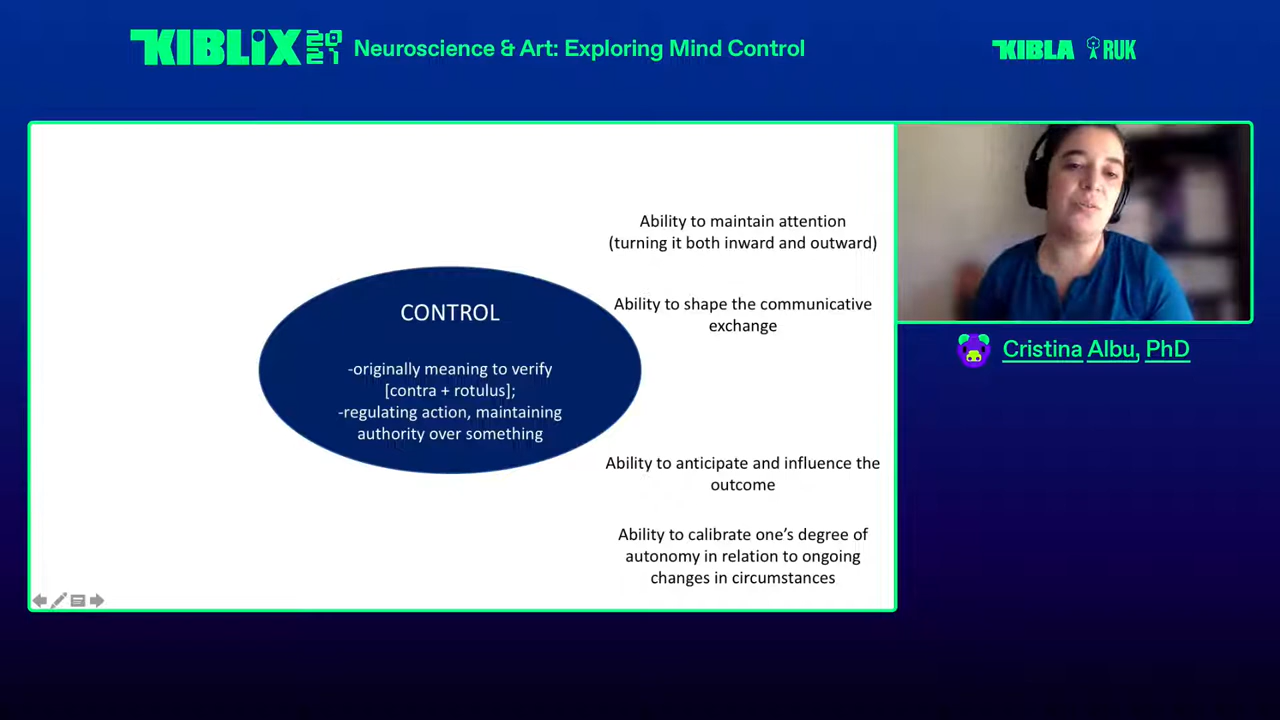 KIBLIX 2021
Neuroscience & Art: Exploring Mind Control
KIBLA
RUK
CONTROL
-originally meaning to verify
[contra + rotulus];
-regulating action, maintaining
authority over something
Ability to maintain attention
(turning it both inward and outward)
Ability to shape the communicative
exchange
Ability to anticipate and influence the
outcome
Ability to calibrate one’s degree of
autonomy in relation to ongoing
changes in circumstances
Cristina Albu, PhD